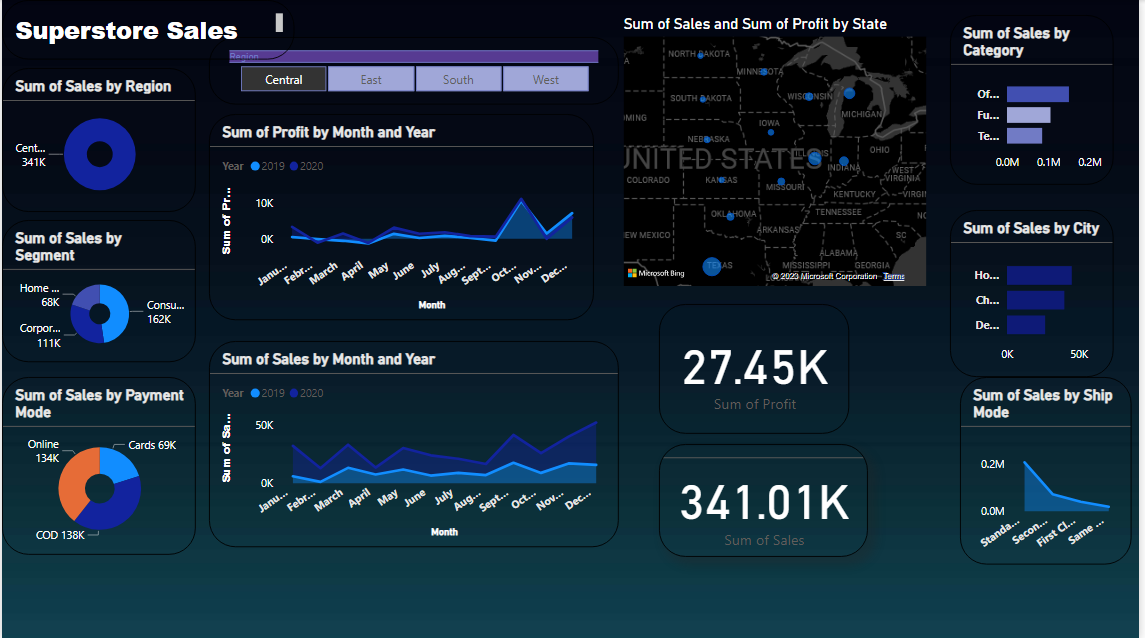 Superstore Sales
Region
Central
East
South
West
Sum of Sales by Region
Cent...
341K
Sum of Sales by
Segment
Home ...
68K
Consu...
162K
Corpor...
111K
Sum of Sales by Payment
Mode
Online
134K
Cards 69K
COD 138K
Sum of Profit by Month and Year
Year 2019 2020
Sum of Pr...
10K
0K
Janu...
Febr...
March
April
May
June
July
Aug...
Sept...
Oct...
Nov...
Dec...
Month
Sum of Sales by Month and Year
Year 2019 2020
Sum of Sa...
50K
0K
Janu...
Febr...
March
April
May
June
July
Aug...
Sept...
Oct...
Nov...
Dec...
Month
Sum of Sales and Sum of Profit by State
NORTH DAKOTA
MINNESOTA
SOUTH DAKOTA
WISCONSIN
MICHIGAN
OMING
IOWA
NEBRASKA
UNITED STATES
ILLINOIS
INDIANA
OHIO
COLORADO
KANSAS
MISSOURI
WEST
VIRGINIA
KENTUCKY
VIRGIN
OKLAHOMA
TENNESSEE
EW MEXICO
ARKANSAS
SC
ALABAMA
TEXAS
MISSISSIPPI
GEORGIA
Microsoft Bing
© 2023 Microsoft Corporation
Terms
27.45K
Sum of Profit
341.01K
Sum of Sales
Sum of Sales by
Category
Of...
Fu...
Te...
0.0M 0.1M 0.2M
Sum of Sales by City
Ho...
Ch...
De...
0K 50K
Sum of Sales by Ship
Mode
0.2M
0.0M
Standa...
Secon...
First Cl...
Same ...